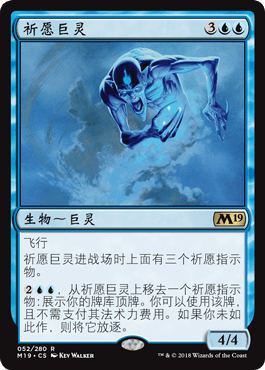 祈愿巨灵 3
生物～巨灵 M19
飞行
祈愿巨灵进战场时上面有三个祈愿指示
物。
2，从祈愿巨灵上移去一个祈愿指示
物：展示你的牌库顶牌。你可以使用该牌，
且不需支付其法术力费用。如果你未如
此作，则将它放逐。
4/4
052/280 R
M19 • CS KEV WALKER
™ & © 2018 Wizards of the Coast